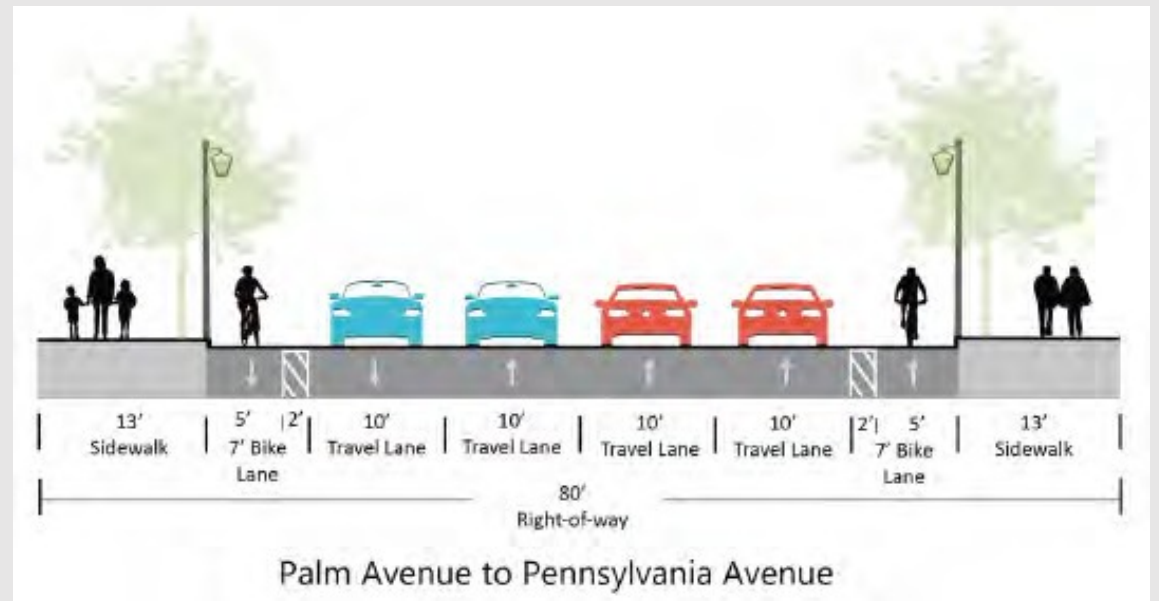 13' 5' 2' 10' 10' 10' 10' 2' 5' 13'
Sidewalk 7' Bike Travel Lane Travel Lane Travel Lane Travel Lane 7' Bike Sidewalk
Lane Lane
80'
Right-of-way
Palm Avenue to Pennsylvania Avenue